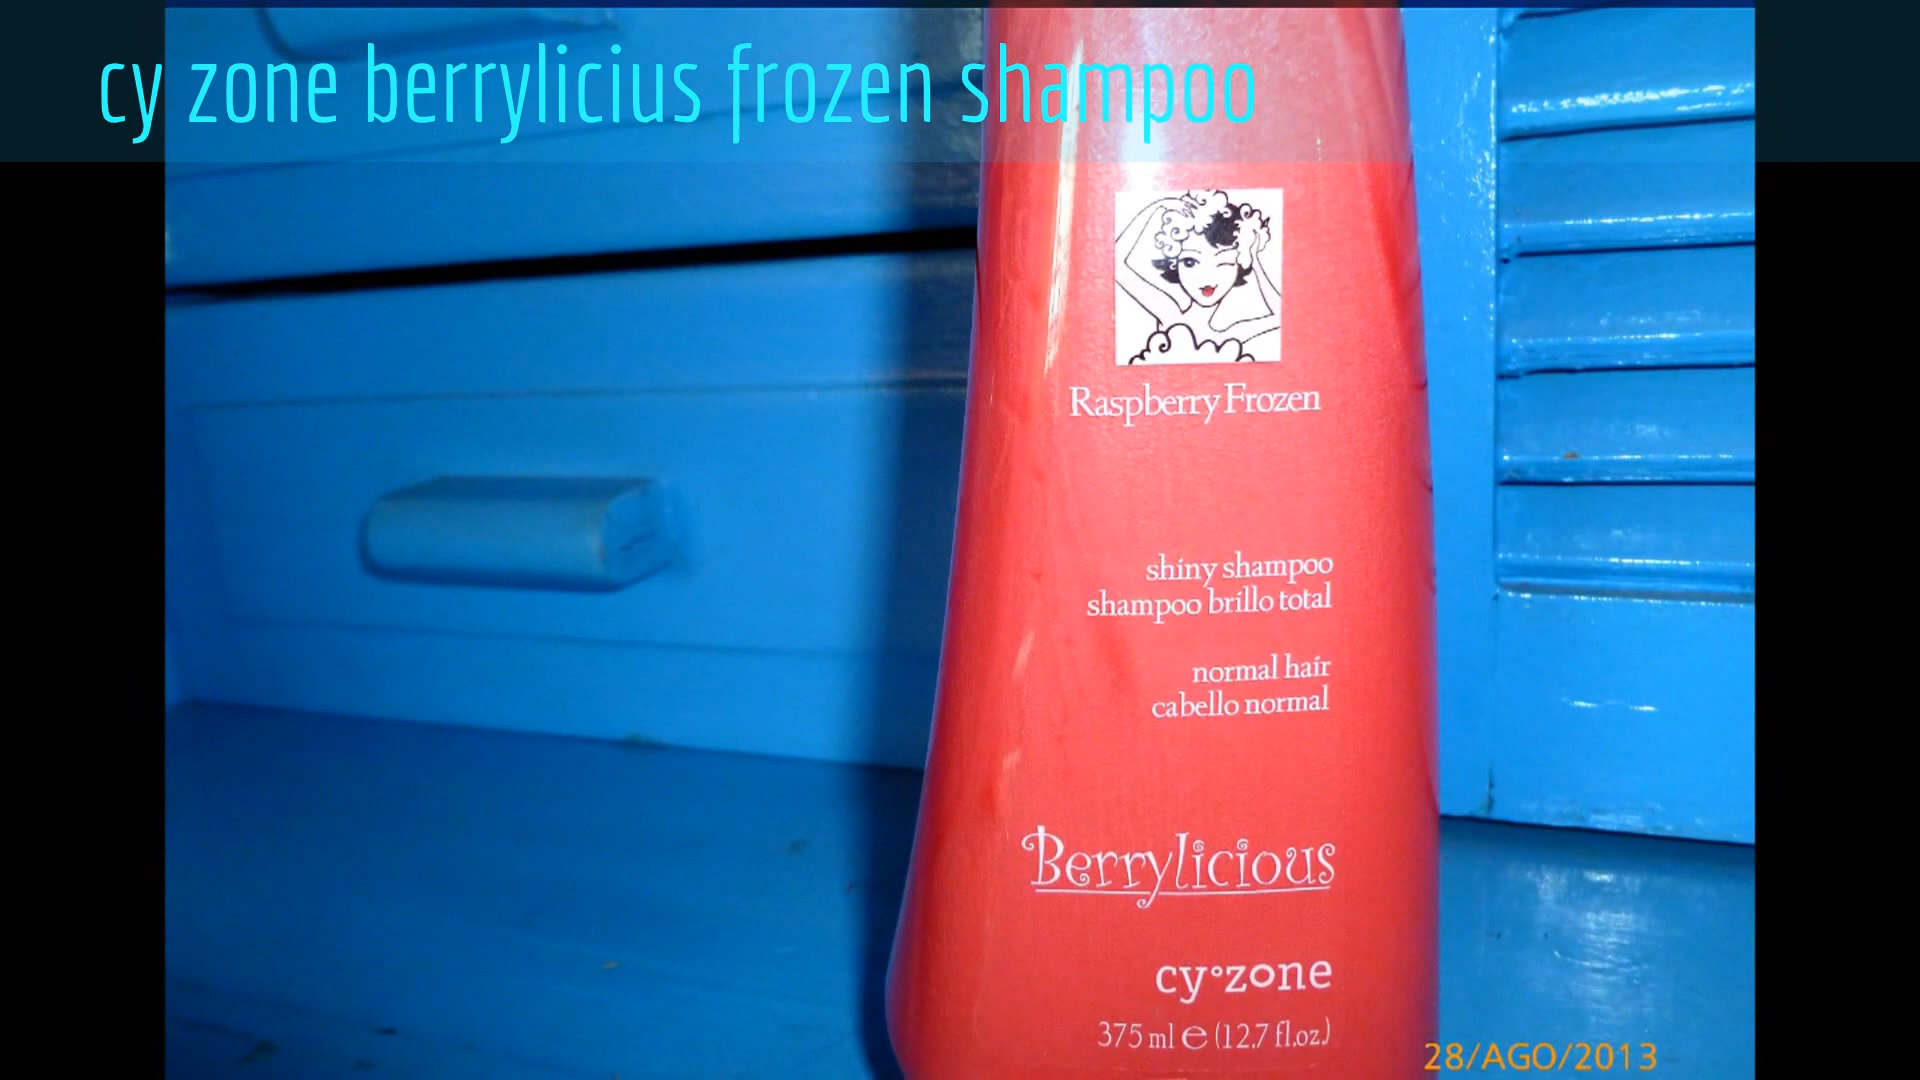 cy zone berrylicius frozen shampoo
Raspberry Frozen
shiny shampoo
shampoo brillo total
normal hair
cabello normal
Berrylicious
cy°zone
375 ml e (12.7 fl.oz.)
28/AGO/2013